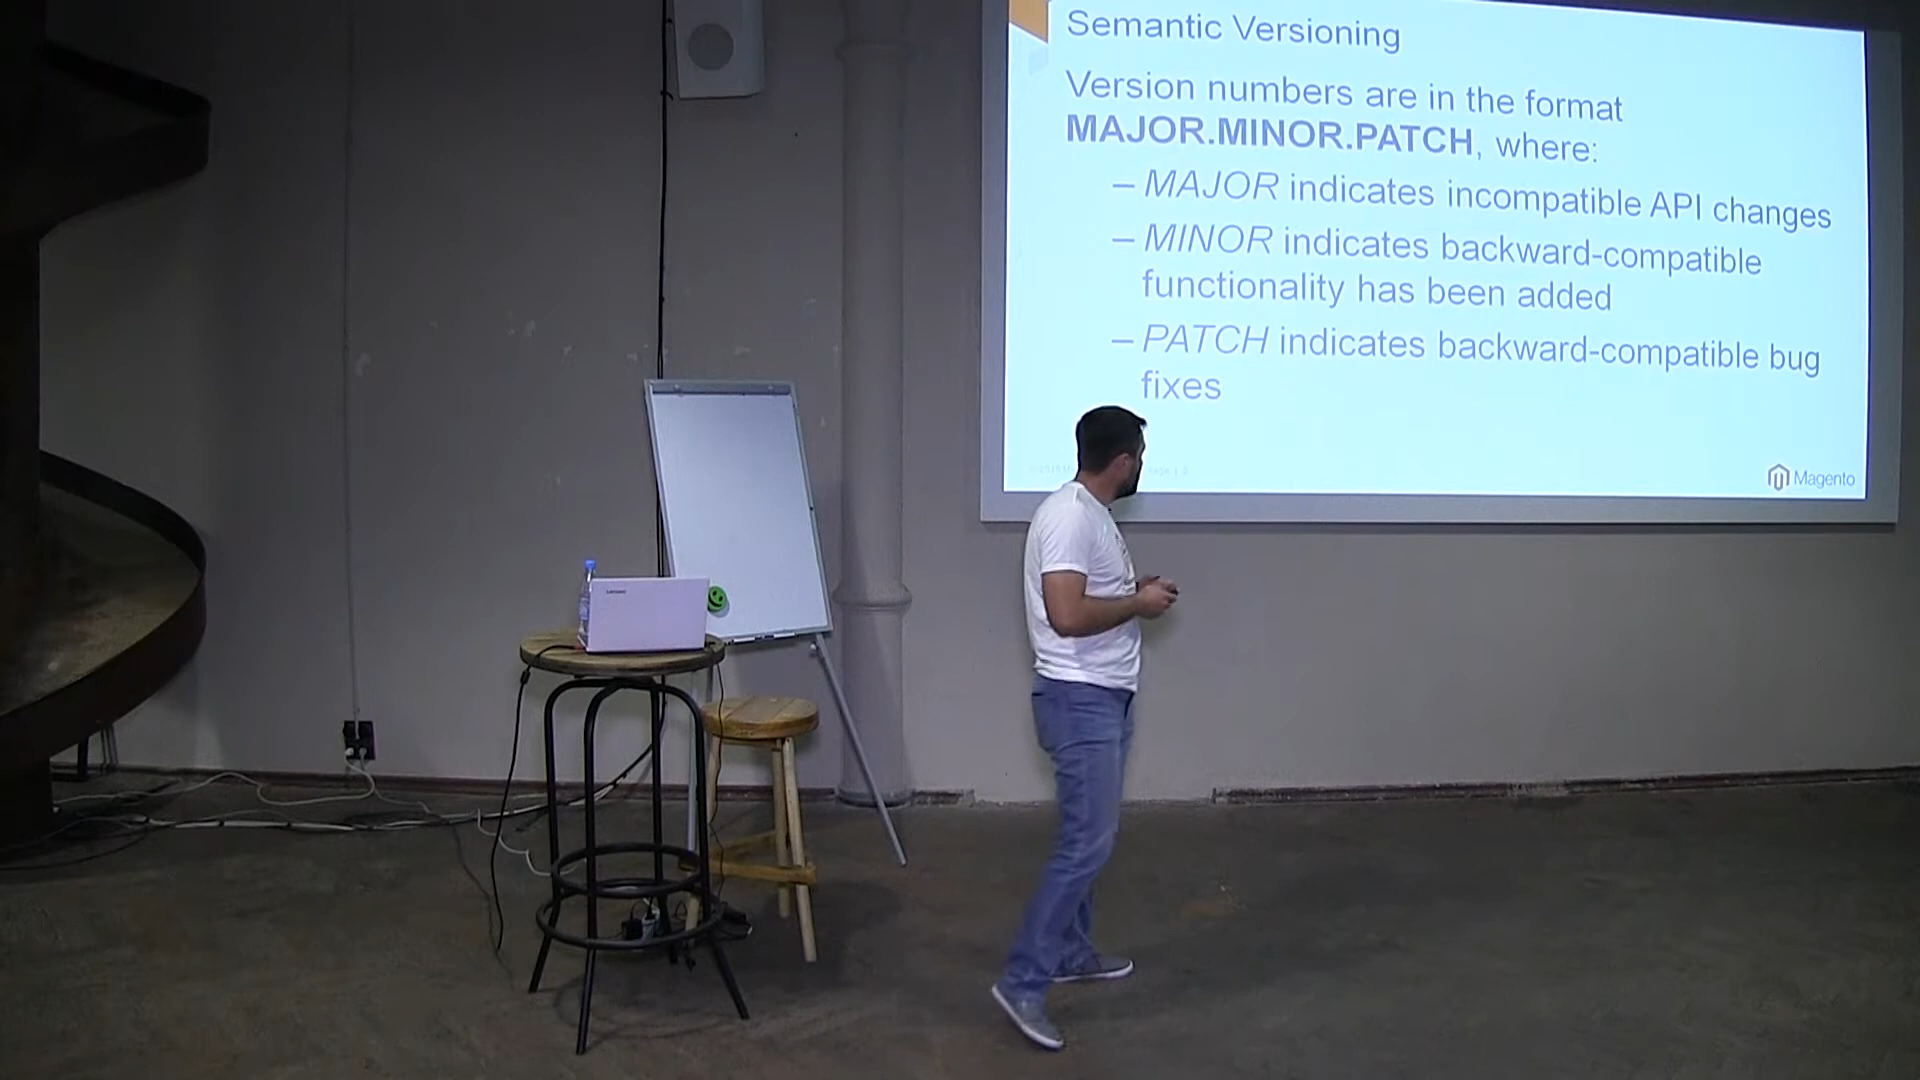 Semantic Versioning
Version numbers are in the format
MAJOR.MINOR.PATCH, where:
– MAJOR indicates incompatible API changes
– MINOR indicates backward-compatible
functionality has been added
– PATCH indicates backward-compatible bug
fixes
Magento